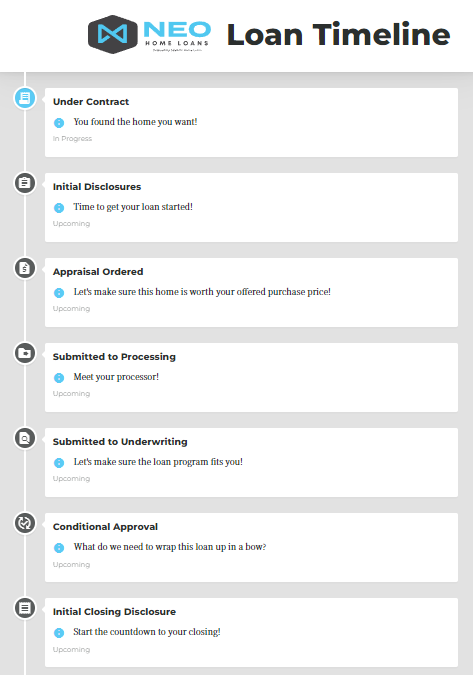 NEO
HOME LOANS
Loan Timeline
Under Contract
You found the home you want!
In Progress
Initial Disclosures
Time to get your loan started!
Upcoming
Appraisal Ordered
Let's make sure this home is worth your offered purchase price!
Upcoming
Submitted to Processing
Meet your processor!
Upcoming
Submitted to Underwriting
Let's make sure the loan program fits you!
Upcoming
Conditional Approval
What do we need to wrap this loan up in a bow?
Upcoming
Initial Closing Disclosure
Start the countdown to your closing!
Upcoming